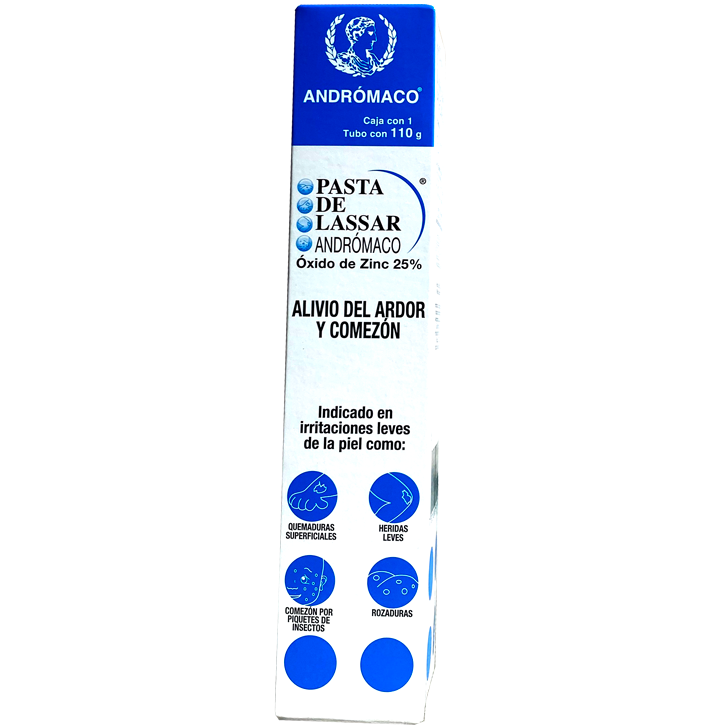 ANDRÓMACO®
Caja con 1
Tubo con 110 g
PASTA ®
DE
LASSAR
ANDRÓMACO
Óxido de Zinc 25%
ALIVIO DEL ARDOR
Y COMEZÓN
Indicado en
irritaciones leves
de la piel como:
QUEMADURAS
SUPERFICIALES
HERIDAS
LEVES
COMEZÓN POR
PIQUETES DE
INSECTOS
ROZADURAS